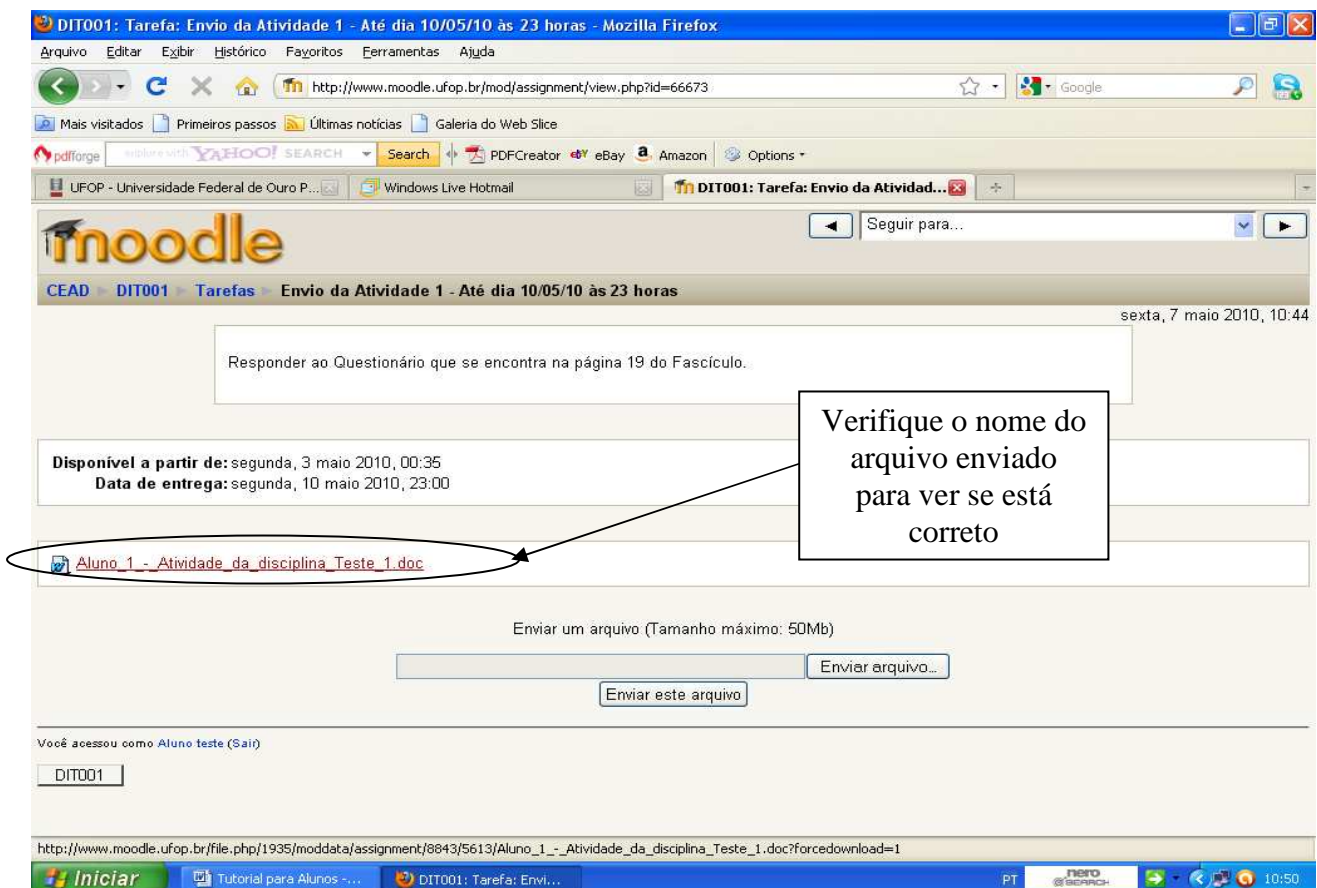 DIT001: Tarefa: Envio da Atividade 1 - Até dia 10/05/10 às 23 horas - Mozilla Firefox
Arquivo Editar Exibir Histórico Favoritos Ferramentas Ajuda
http://www.moodle.ufop.br/mod/assignment/view.php?id=66673
Google
Mais visitados Primeiros passos Últimas notícias Galeria do Web Slice
pdfforge YAHOO! SEARCH Search PDFCreator eBay Amazon Options
UFOP - Universidade Federal de Ouro P... Windows Live Hotmail DIT001: Tarefa: Envio da Atividad...
moodle
Seguir para...
CEAD DIT001 Tarefas Envio da Atividade 1 - Até dia 10/05/10 às 23 horas
sexta, 7 maio 2010, 10:44
Responder ao Questionário que se encontra na página 19 do Fascículo.
Verifique o nome do
arquivo enviado
para ver se está
correto
Disponível a partir de: segunda, 3 maio 2010, 00:35
Data de entrega: segunda, 10 maio 2010, 23:00
Aluno_1_-_Atividade_da_disciplina_Teste_1.doc
Enviar um arquivo (Tamanho máximo: 50Mb)
Enviar arquivo...
Enviar este arquivo
Você acessou como Aluno teste (Sair)
DIT001
http://www.moodle.ufop.br/file.php/1935/moddata/assignment/8843/5613/Aluno_1_-_Atividade_da_disciplina_Teste_1.doc?forcedownload=1
Iniciar Tutorial para Alunos -... DIT001: Tarefa: Envi... PT nero SEARCH 10:50